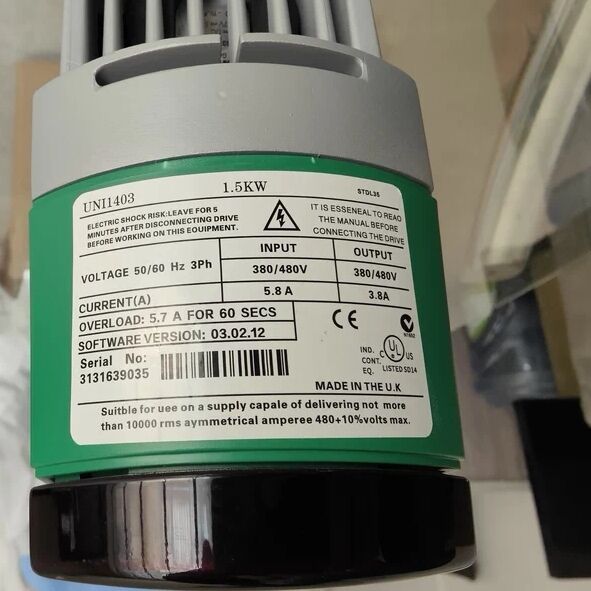 UNI1403 1.5KW STDL35
ELECTRIC SHOCK RISK:LEAVE FOR 5
MINUTES AFTER DISCONNECTING DRIVE
BEFORE WORKING ON THIS EQUIPMENT.
IT IS ESSENEAL TO REAO
THE MANUAL BEFORE
CONNECTING THE DRIVE
INPUT OUTPUT
VOLTAGE 50/60 Hz 3Ph 380/480V 380/480V
CURRENT(A) 5.8 A 3.8A
OVERLOAD: 5.7 A FOR 60 SECS
SOFTWARE VERSION: 03.02.12
CE
Serial No:
3131639035
IND.
CONT.
EQ.
C UL US
LISTED 5D14
MADE IN THE U.K
Suitble for use on a supply capale of delivering not more
than 10000 rms aymmetrical amperee 480+10%volts max.